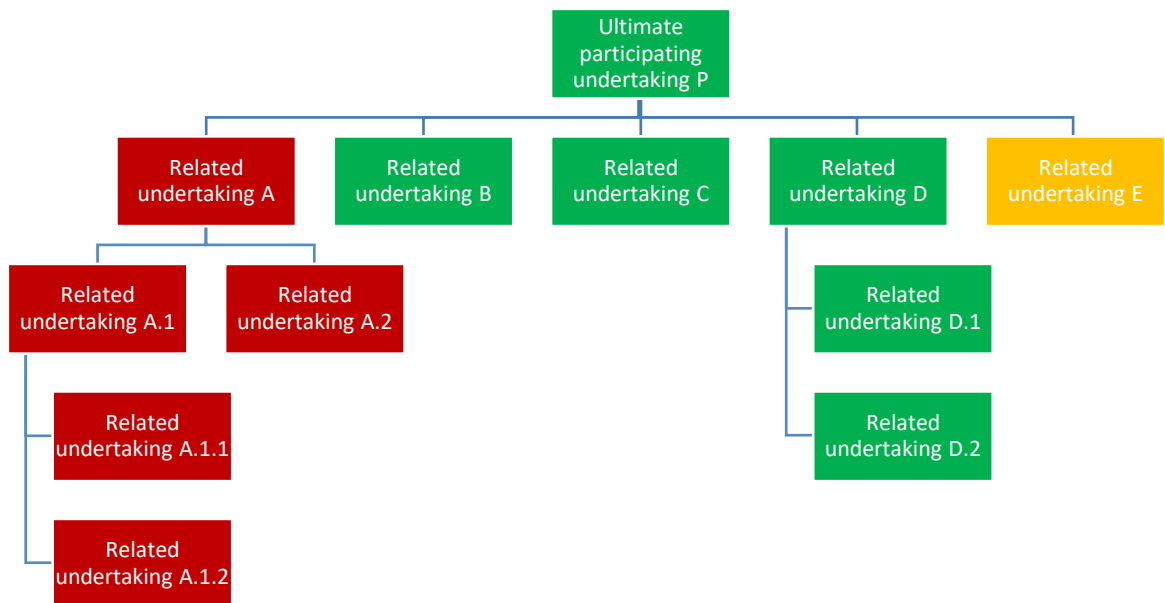 Ultimate
participating
undertaking P
Related
undertaking A
Related
undertaking B
Related
undertaking C
Related
undertaking D
Related
undertaking E
Related
undertaking A.1
Related
undertaking A.2
Related
undertaking D.1
Related
undertaking A.1.1
Related
undertaking D.2
Related
undertaking A.1.2